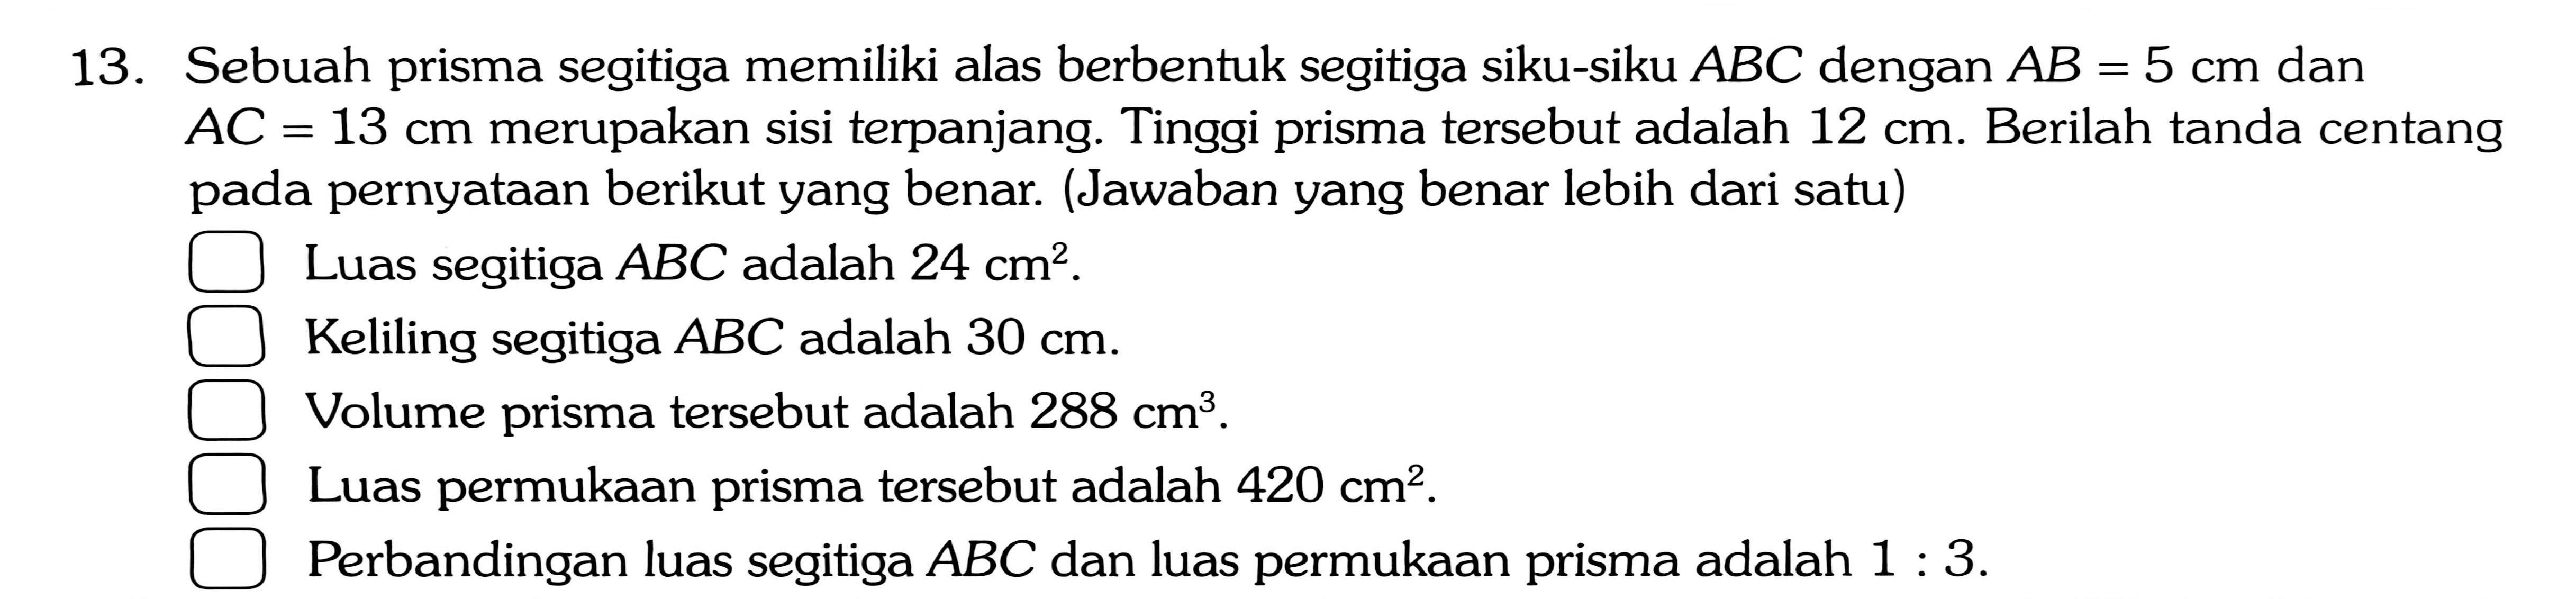 13. Sebuah prisma segitiga memiliki alas berbentuk segitiga siku-siku ABC dengan AB = 5 cm dan
AC = 13 cm merupakan sisi terpanjang. Tinggi prisma tersebut adalah 12 cm. Berilah tanda centang
pada pernyataan berikut yang benar. (Jawaban yang benar lebih dari satu)
Luas segitiga ABC adalah 24 cm².
Keliling segitiga ABC adalah 30 cm.
Volume prisma tersebut adalah 288 cm³.
Luas permukaan prisma tersebut adalah 420 cm².
Perbandingan luas segitiga ABC dan luas permukaan prisma adalah 1 : 3.